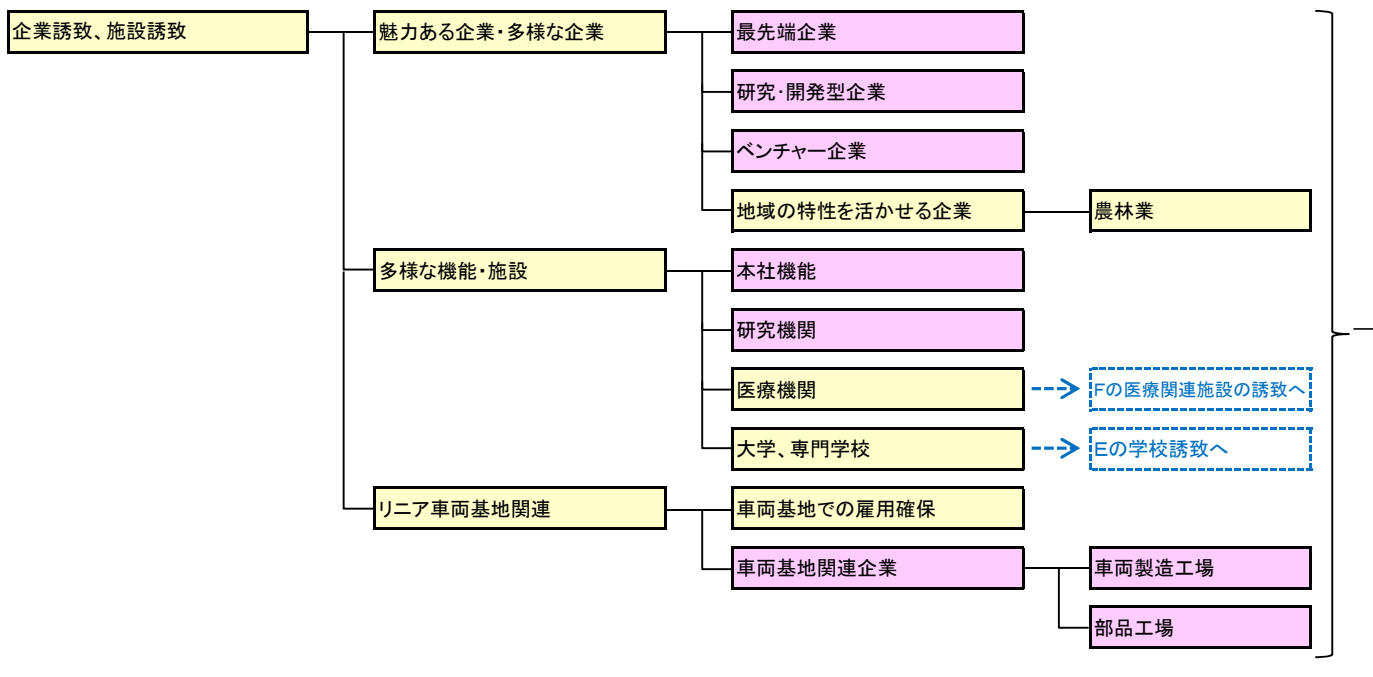 企業誘致、施設誘致
魅力ある企業・多様な企業
最先端企業
研究・開発型企業
ベンチャー企業
地域の特性を活かせる企業
農林業
多様な機能・施設
本社機能
研究機関
医療機関
Fの医療関連施設の誘致へ
大学、専門学校
Eの学校誘致へ
リニア車両基地関連
車両基地での雇用確保
車両基地関連企業
車両製造工場
部品工場